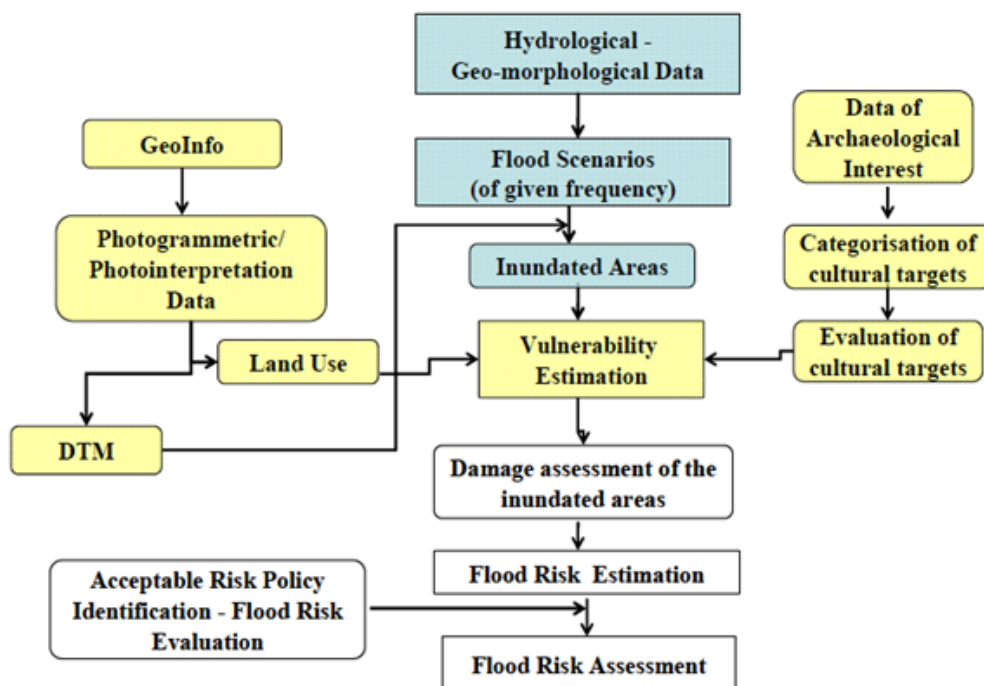 Hydrological -
Geo-morphological Data
Data of
Archaeological
Interest
GeoInfo
Flood Scenarios
(of given frequency)
Photogrammetric/
Photointerpretation
Data
Categorisation of
cultural targets
Inundated Areas
Land Use
Vulnerability
Estimation
Evaluation of
cultural targets
DTM
Damage assessment of the
inundated areas
Flood Risk Estimation
Acceptable Risk Policy
Identification - Flood Risk
Evaluation
Flood Risk Assessment